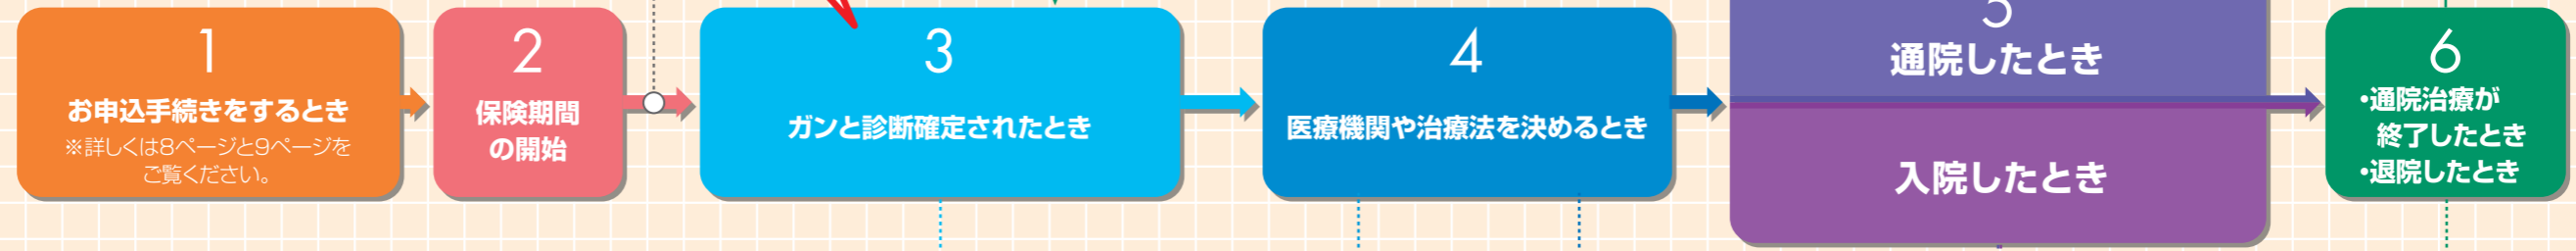 1
お申込手続きをするとき
※詳しくは8ページと9ページを
ご覧ください。
2
保険期間
の開始
3
ガンと診断確定されたとき
4
医療機関や治療法を決めるとき
5
通院したとき
入院したとき
6
・通院治療が
終了したとき
・退院したとき